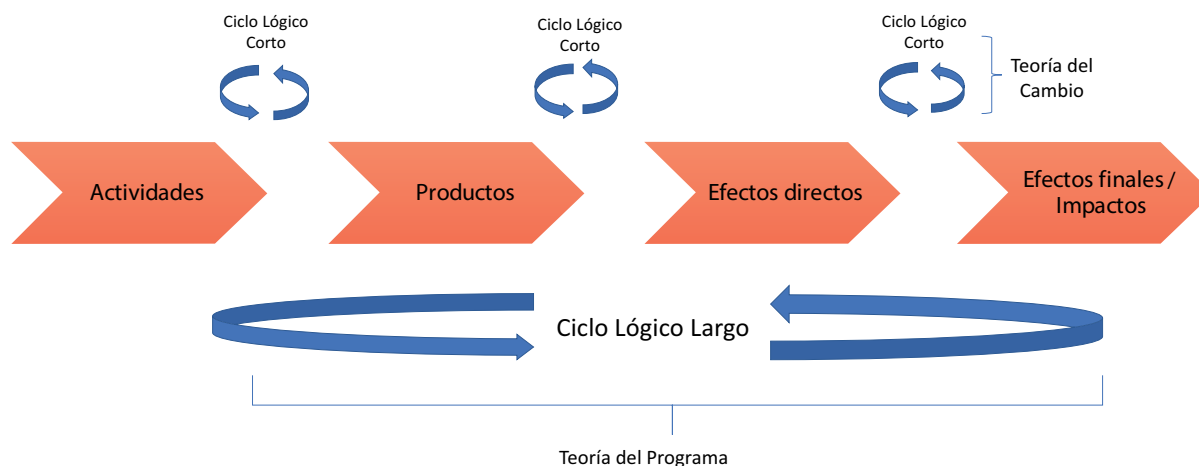 Ciclo Lógico
Corto
Ciclo Lógico
Corto
Ciclo Lógico
Corto
Teoría del
Cambio
Actividades
Productos
Efectos directos
Efectos finales /
Impactos
Ciclo Lógico Largo
Teoría del Programa